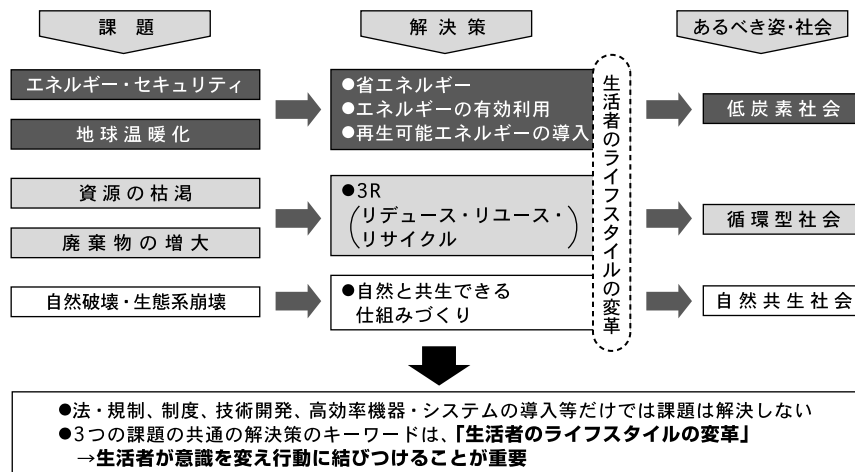 課題
解決策
あるべき姿・社会
エネルギー・セキュリティ
地球温暖化
●省エネルギー
●エネルギーの有効利用
●再生可能エネルギーの導入
低炭素社会
資源の枯渇
廃棄物の増大
●3R
(リデュース・リユース・
リサイクル)
循環型社会
自然破壊・生態系崩壊
●自然と共生できる
仕組みづくり
自然共生社会
生活者のライフスタイルの変革
●法・規制、制度、技術開発、高効率機器・システムの導入等だけでは課題は解決しない
●3つの課題の共通の解決策のキーワードは、「生活者のライフスタイルの変革」
→生活者が意識を変え行動に結びつけることが重要